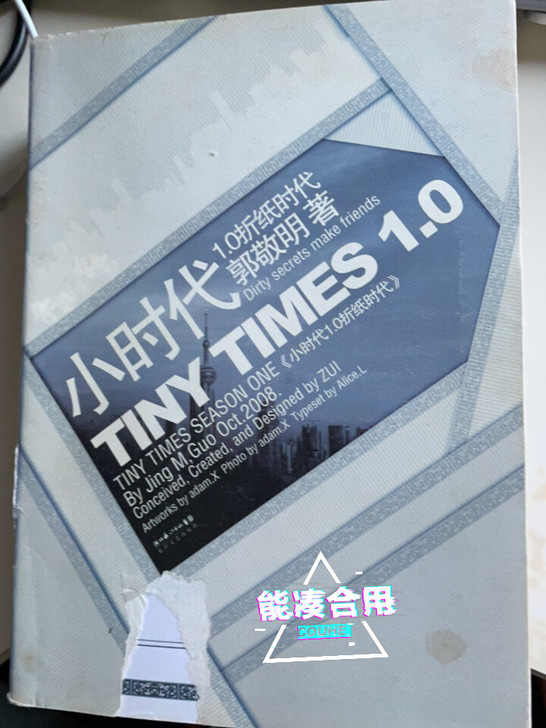 小时代
1.0折纸时代
郭敬明 著
Dirty secrets make friends
TINY TIMES 1.0
TINY TIMES SEASON ONE《小时代1.0折纸时代》
By Jing M.Guo Oct.2008
Conceived, Created, and Designed by ZUI
Artworks by adam.X Photo by adam.X Typeset by Alice.L
能凑合用